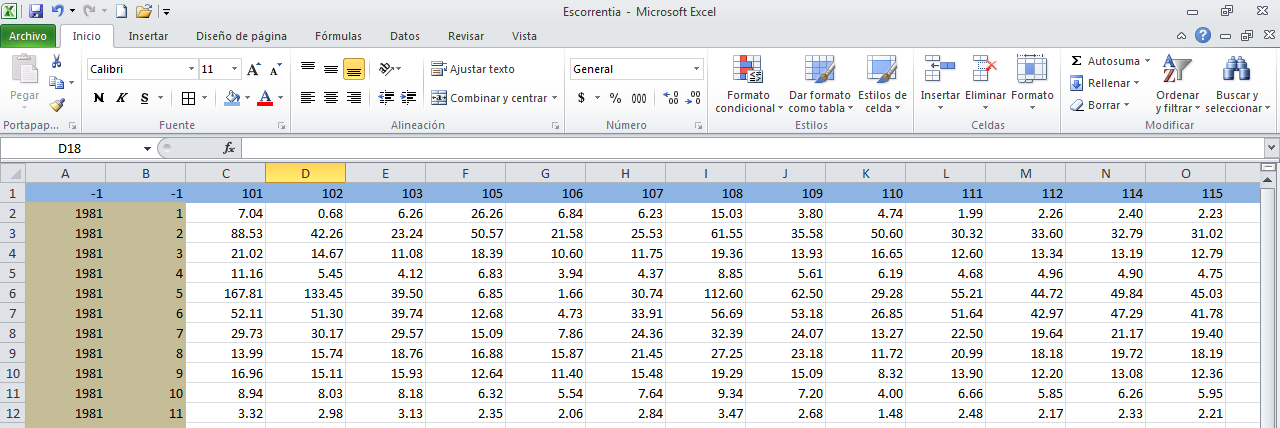 Escorrentia - Microsoft Excel
Archivo Inicio Insertar Diseño de página Fórmulas Datos Revisar Vista
Pegar
Calibri 11
N K S
Ajustar texto
Combinar y centrar
General
$ % 000
Formato condicional
Dar formato como tabla
Estilos de celda
Insertar Eliminar Formato
Σ Autosuma
Rellenar
Borrar
Ordenar y filtrar
Buscar y seleccionar
Portapap... Fuente Alineación Número Estilos Celdas Modificar
D18 fx
A B C D E F G H I J K L M N O
1 -1 -1 101 102 103 105 106 107 108 109 110 111 112 114 115
2 1981 1 7.04 0.68 6.26 26.26 6.84 6.23 15.03 3.80 4.74 1.99 2.26 2.40 2.23
3 1981 2 88.53 42.26 23.24 50.57 21.58 25.53 61.55 35.58 50.60 30.32 33.60 32.79 31.02
4 1981 3 21.02 14.67 11.08 18.39 10.60 11.75 19.36 13.93 16.65 12.60 13.34 13.19 12.79
5 1981 4 11.16 5.45 4.12 6.83 3.94 4.37 8.85 5.61 6.19 4.68 4.96 4.90 4.75
6 1981 5 167.81 133.45 39.50 6.85 1.66 30.74 112.60 62.50 29.28 55.21 44.72 49.84 45.03
7 1981 6 52.11 51.30 39.74 12.68 4.73 33.91 56.69 53.18 26.85 51.64 42.97 47.29 41.78
8 1981 7 29.73 30.17 29.57 15.09 7.86 24.36 32.39 24.07 13.27 22.50 19.64 21.17 19.40
9 1981 8 13.99 15.74 18.76 16.88 15.87 21.45 27.25 23.18 11.72 20.99 18.18 19.72 18.19
10 1981 9 16.96 15.11 15.93 12.64 11.40 15.48 19.29 15.09 8.32 13.90 12.20 13.08 12.36
11 1981 10 8.94 8.03 8.18 6.32 5.54 7.64 9.34 7.20 4.00 6.66 5.85 6.26 5.95
12 1981 11 3.32 2.98 3.13 2.35 2.06 2.84 3.47 2.68 1.48 2.48 2.17 2.33 2.21